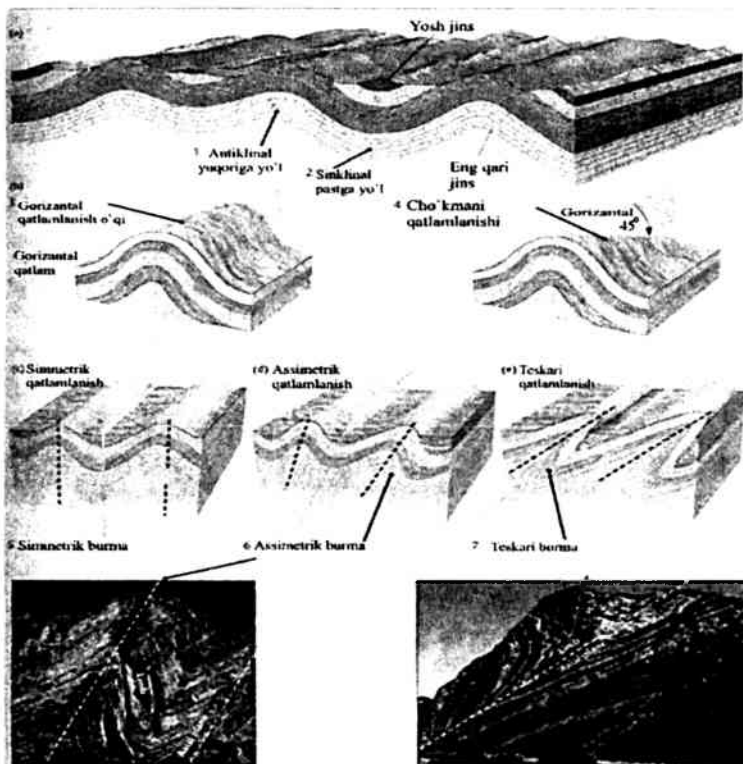 (a)
Yosh jins
1 Antiklinal
yuqoriga yo`l
2 Sinklinal
pastga yo`l
Eng qari
jins
(b)
3 Gorizantal
qatlamlanish o`qi
Gorizantal
qatlam
4 Cho`kmani
qatlamlanishi
Gorizantal
45°
(c) Simmetrik
qatlamlanish
(d) Assimetrik
qatlamlanish
(e) Teskari
qatlamlanish
5 Simmetrik burma
6 Assimetrik burma
7 Teskari burma